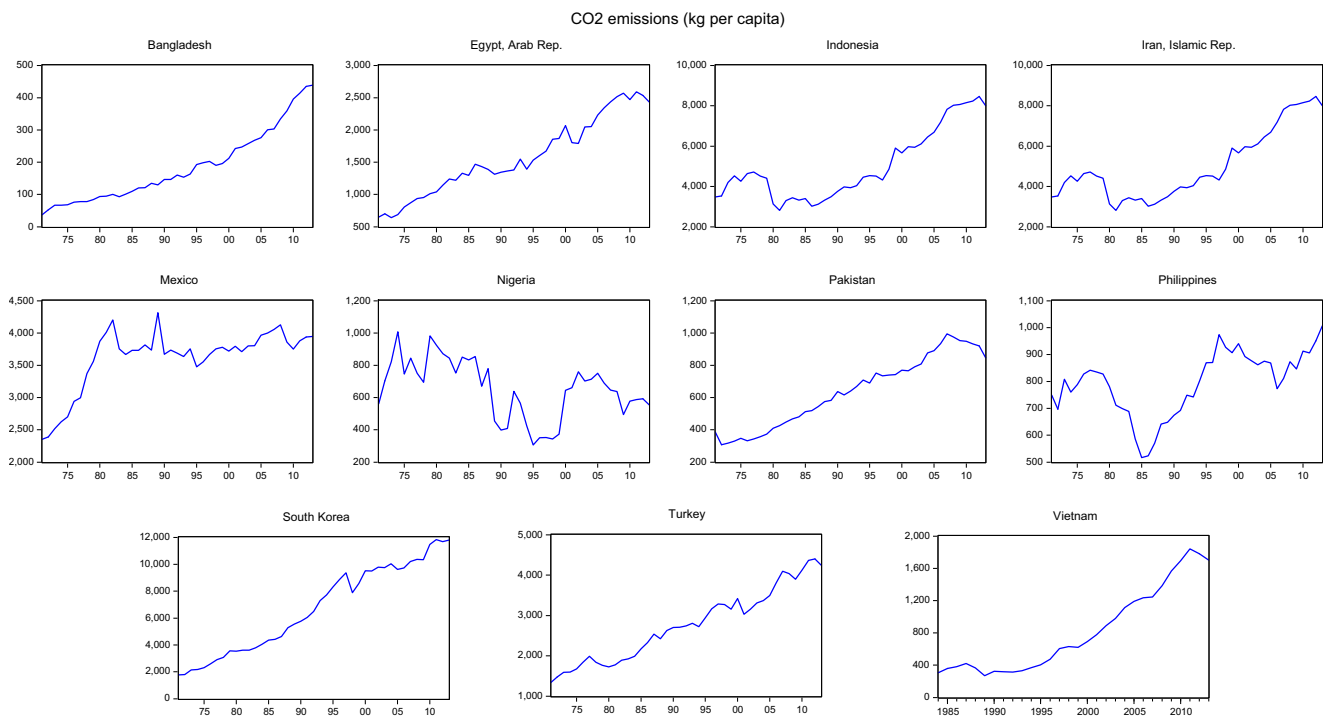 CO2 emissions (kg per capita)
Bangladesh
500
400
300
200
100
0
75 80 85 90 95 00 05 10
Egypt, Arab Rep.
3,000
2,500
2,000
1,500
1,000
500
75 80 85 90 95 00 05 10
Indonesia
10,000
8,000
6,000
4,000
2,000
75 80 85 90 95 00 05 10
Iran, Islamic Rep.
10,000
8,000
6,000
4,000
2,000
75 80 85 90 95 00 05 10
Mexico
4,500
4,000
3,500
3,000
2,500
2,000
75 80 85 90 95 00 05 10
Nigeria
1,200
1,000
800
600
400
200
75 80 85 90 95 00 05 10
Pakistan
1,200
1,000
800
600
400
200
75 80 85 90 95 00 05 10
Philippines
1,100
1,000
900
800
700
600
500
75 80 85 90 95 00 05 10
South Korea
12,000
10,000
8,000
6,000
4,000
2,000
0
75 80 85 90 95 00 05 10
Turkey
5,000
4,000
3,000
2,000
1,000
75 80 85 90 95 00 05 10
Vietnam
2,000
1,600
1,200
800
400
0
1985 1990 1995 2000 2005 2010